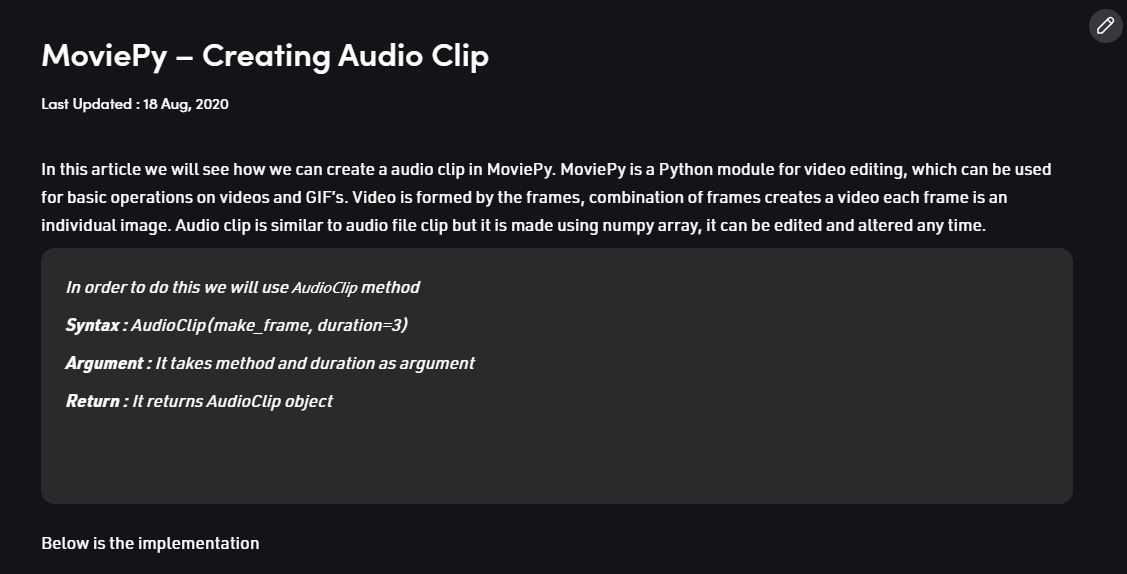 MoviePy – Creating Audio Clip
Last Updated : 18 Aug, 2020
In this article we will see how we can create a audio clip in MoviePy. MoviePy is a Python module for video editing, which can be used
for basic operations on videos and GIF’s. Video is formed by the frames, combination of frames creates a video each frame is an
individual image. Audio clip is similar to audio file clip but it is made using numpy array, it can be edited and altered any time.
In order to do this we will use AudioClip method
Syntax : AudioClip(make_frame, duration=3)
Argument : It takes method and duration as argument
Return : It returns AudioClip object
Below is the implementation